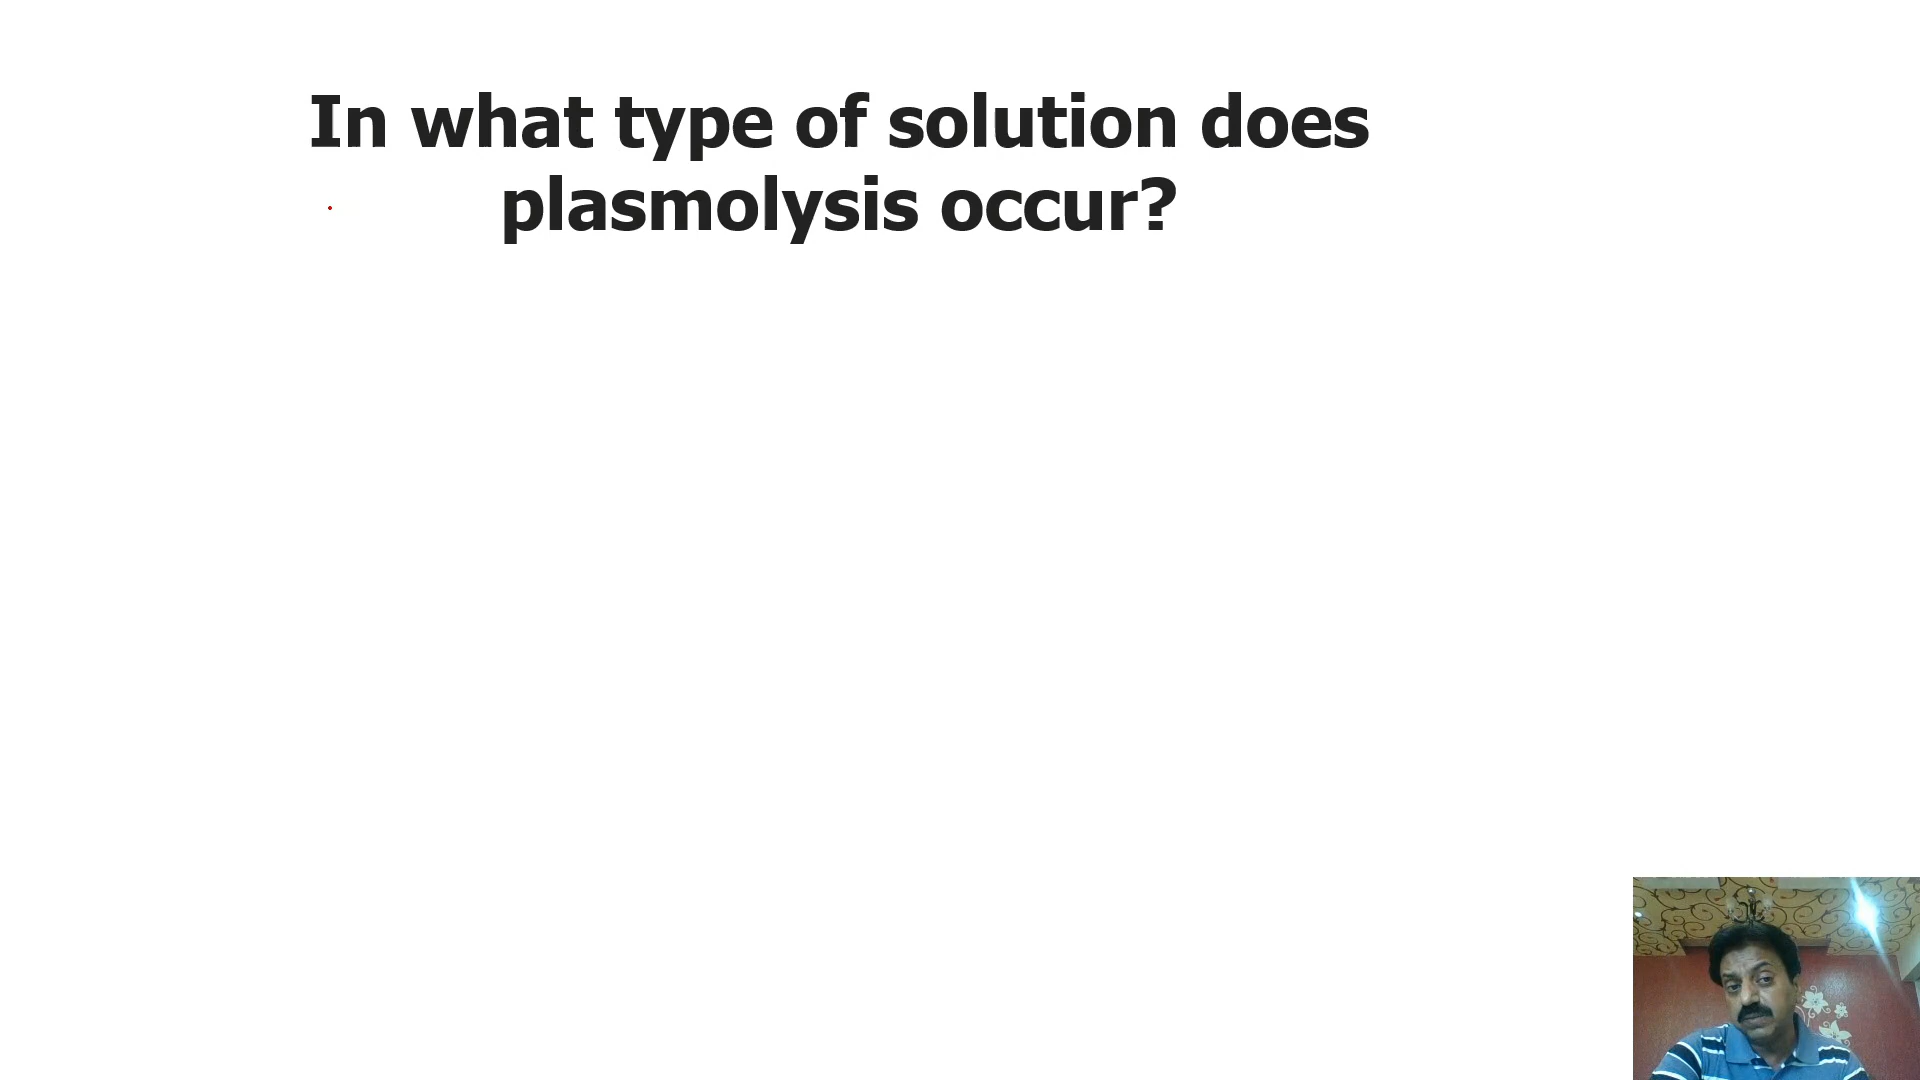 In what type of solution does
plasmolysis occur?